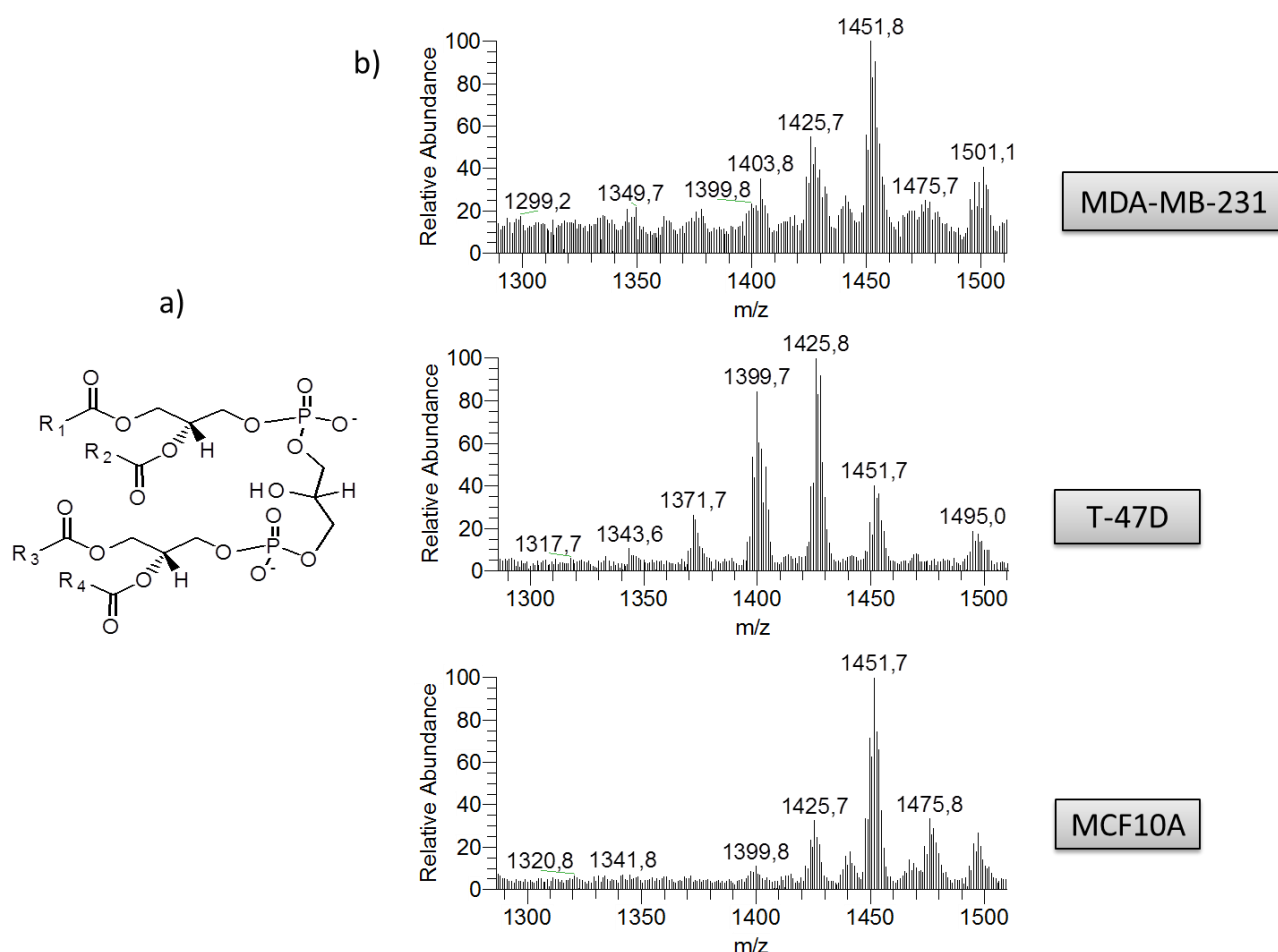 b)
1451,8
100
80
1425,7
60
Relative Abundance
1403,8
1501,1
40
1299,2
1349,7
1399,8
1475,7
20
0
1300 1350 1400 1450 1500
m/z
MDA-MB-231
a)
O
R1 O O P O-
R2 O H O
O HO H
O O
R3 O O P O
R4 O H O-
O
1425,8
100
1399,7
80
60
Relative Abundance
1451,7
40
1371,7
1495,0
20
1317,7
1343,6
0
1300 1350 1400 1450 1500
m/z
T-47D
1451,7
100
80
60
Relative Abundance
40
1425,7
1475,8
20
1320,8 1341,8
1399,8
0
1300 1350 1400 1450 1500
m/z
MCF10A